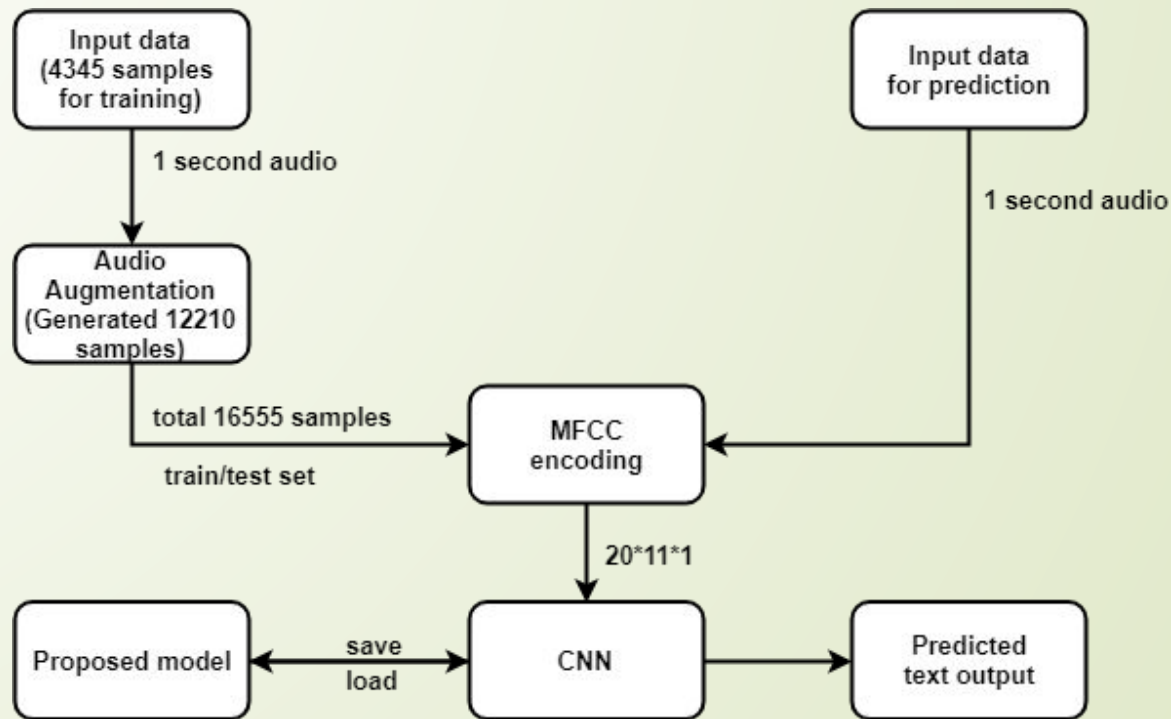 Input data
(4345 samples
for training)
Input data
for prediction
1 second audio
1 second audio
Audio
Augmentation
(Generated 12210
samples)
total 16555 samples
train/test set
MFCC
encoding
20*11*1
Proposed model
save
load
CNN
Predicted
text output